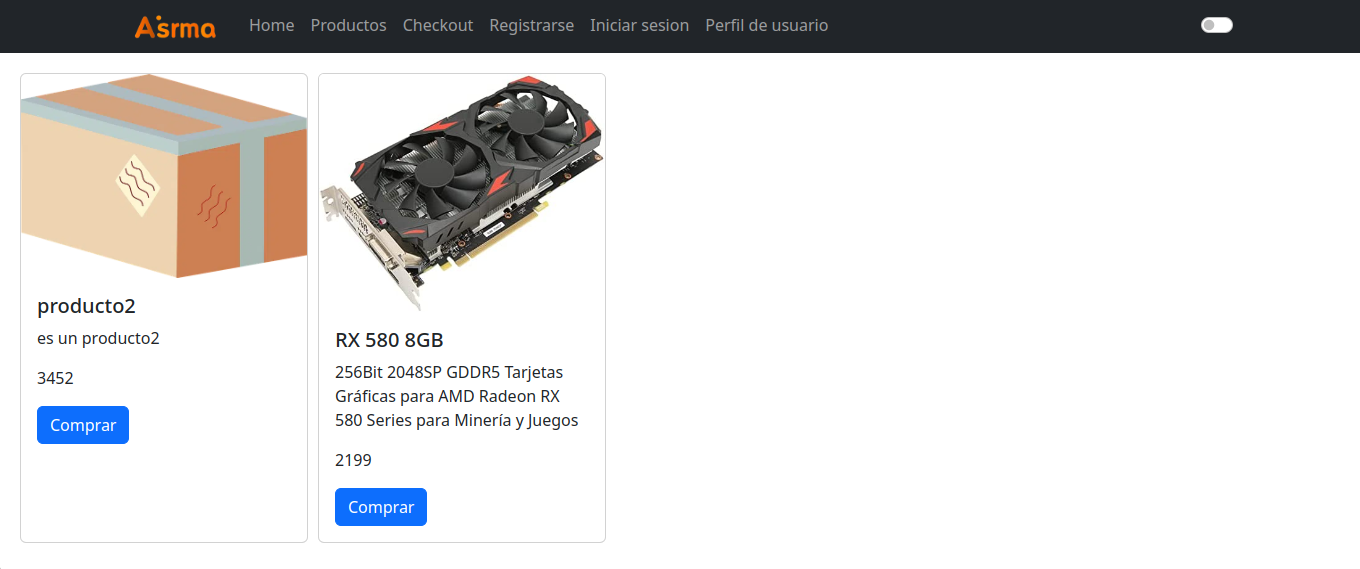 Asrma
Home Productos Checkout Registrarse Iniciar sesion Perfil de usuario
producto2
es un producto2
3452
Comprar
RX 580 8GB
256Bit 2048SP GDDR5 Tarjetas
Gráficas para AMD Radeon RX
580 Series para Minería y Juegos
2199
Comprar